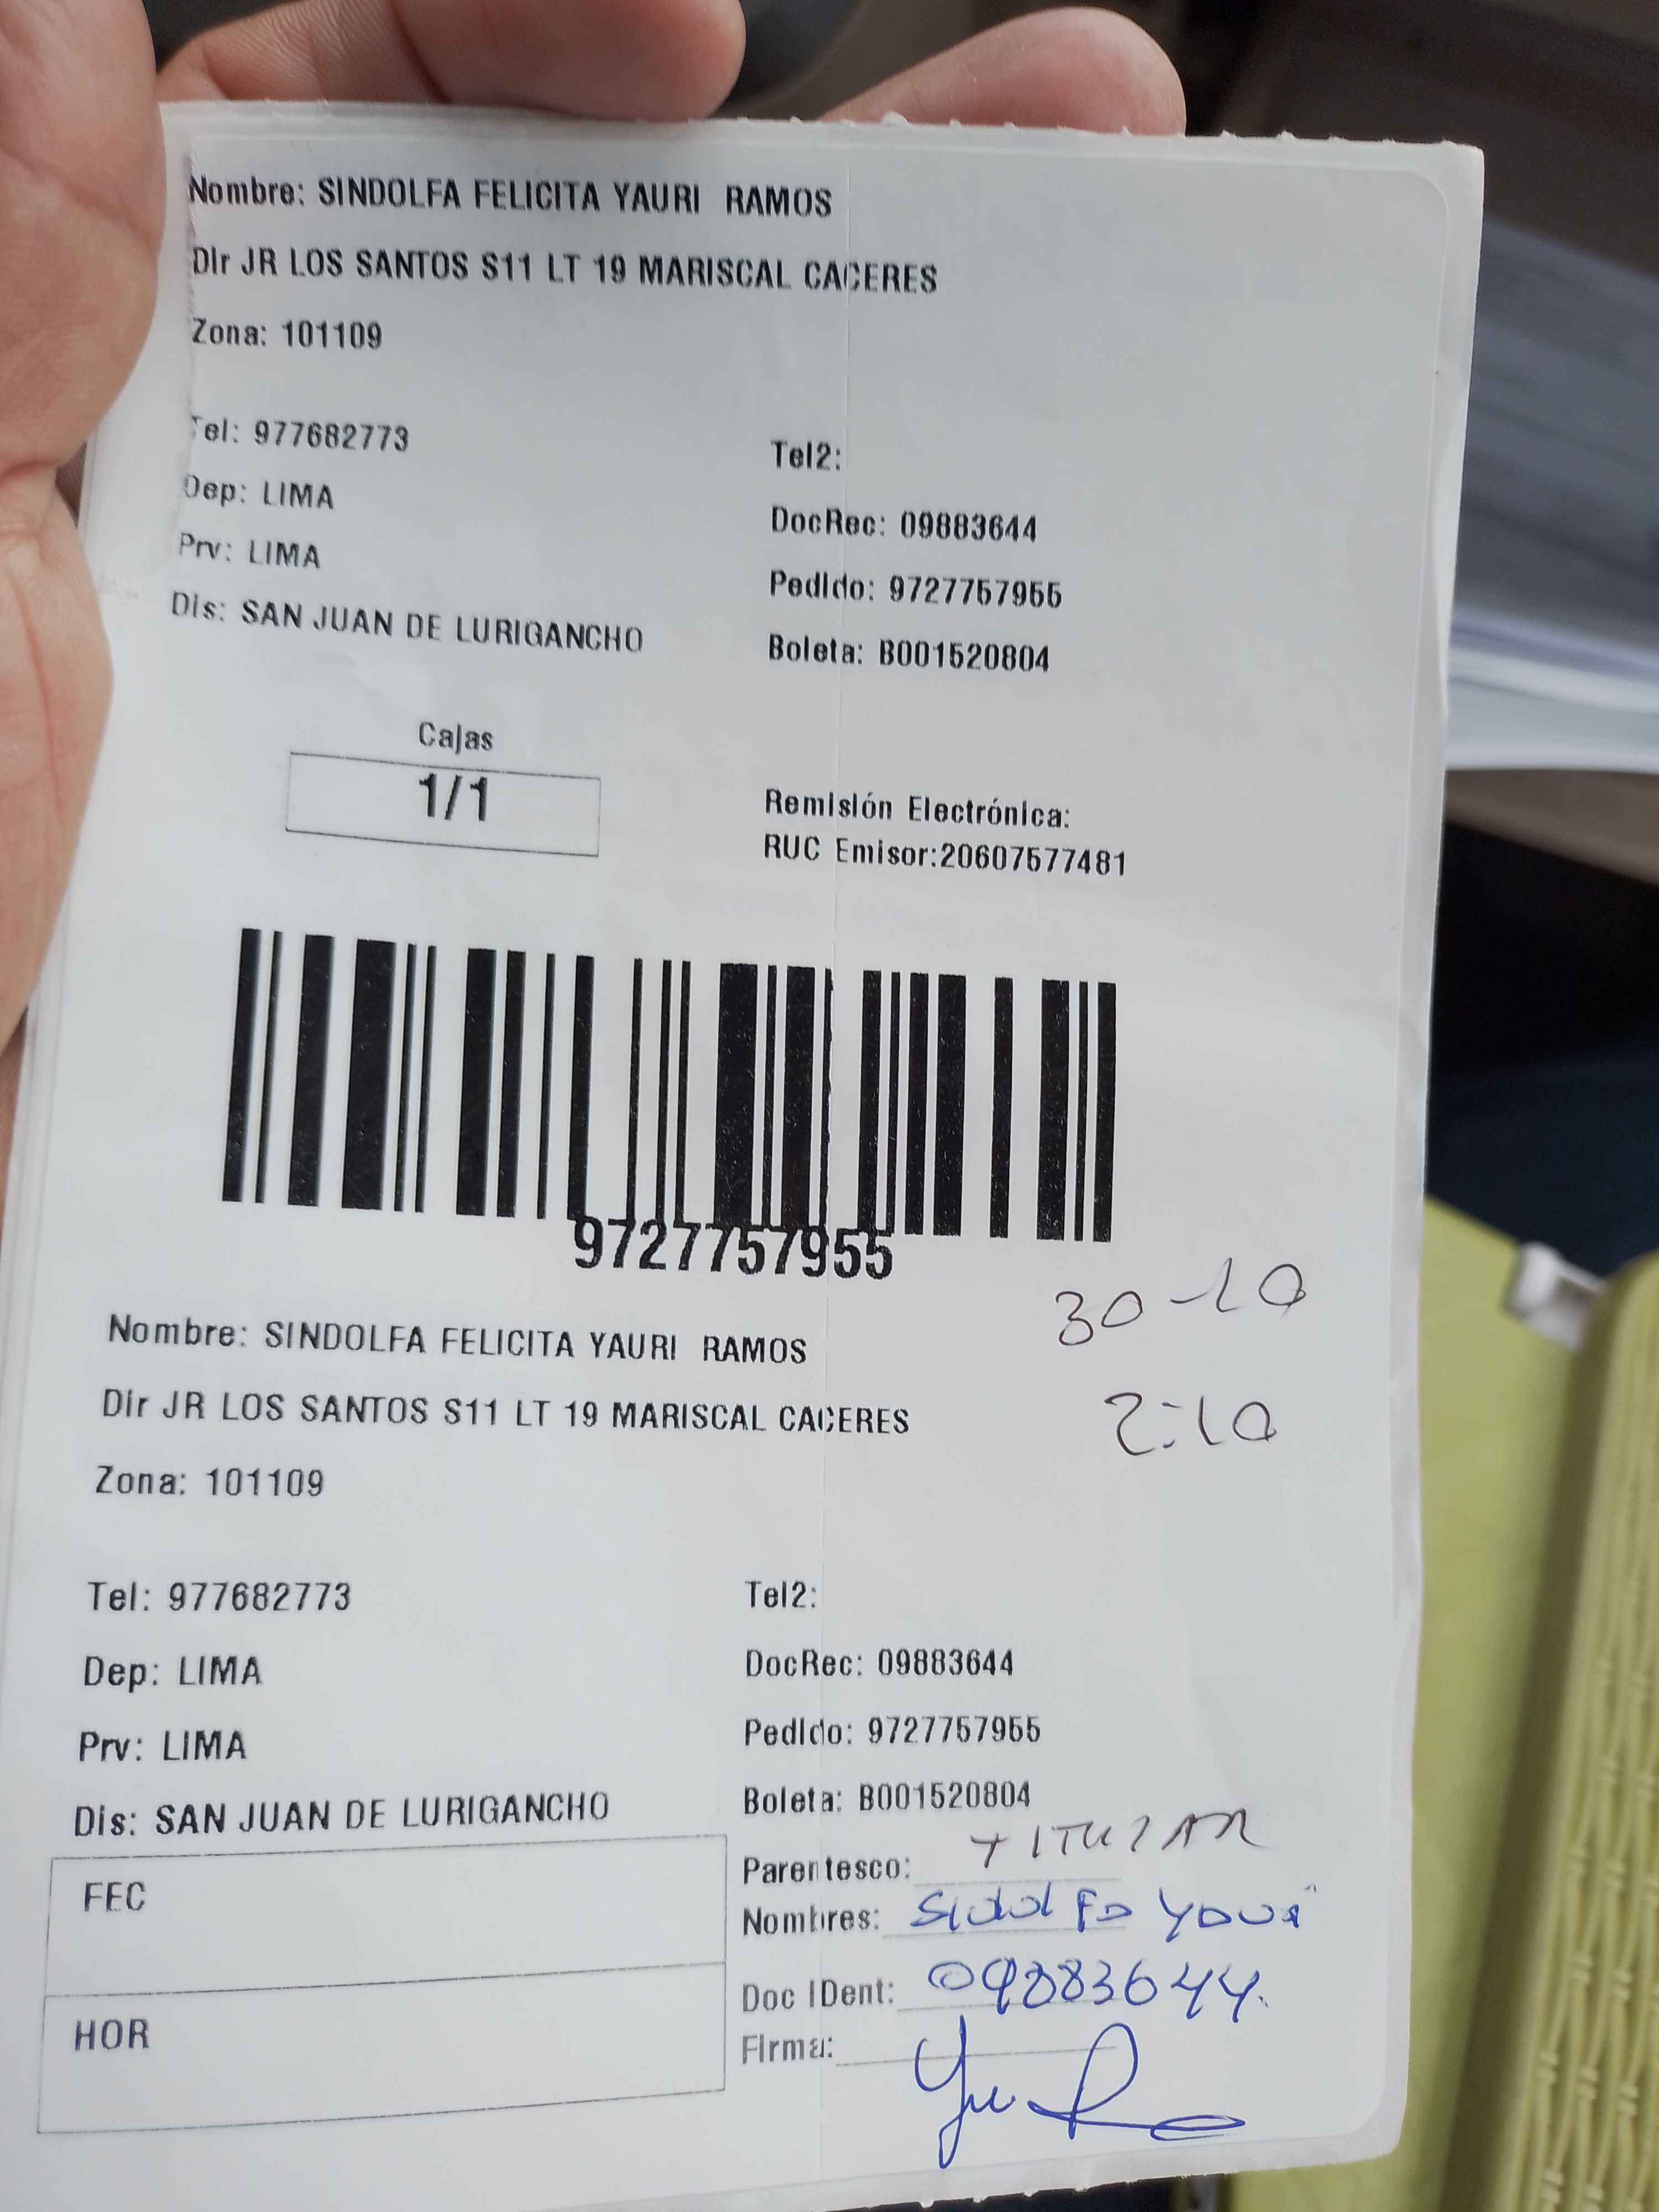 Nombre: SINDOLFA FELICITA YAURI RAMOS
Dir JR LOS SANTOS S11 LT 19 MARISCAL CACERES
Zona: 101109
Tel: 977682773
Tel2:
Dep: LIMA
DocRec: 09883644
Prv: LIMA
Pedido: 9727757955
Dis: SAN JUAN DE LURIGANCHO
Boleta: B001520804
Cajas
1/1
Remisión Electrónica:
RUC Emisor:20607577481
9727757955
30-10
2:10
Nombre: SINDOLFA FELICITA YAURI RAMOS
Dir JR LOS SANTOS S11 LT 19 MARISCAL CACERES
Zona: 101109
Tel: 977682773
Tel2:
Dep: LIMA
DocRec: 09883644
Prv: LIMA
Pedido: 9727757955
Dis: SAN JUAN DE LURIGANCHO
Boleta: B001520804
FEC
Parentesco: TITULAR
Nombres: Sindolfa Yauri
HOR
Doc IDent: 09883644.
Firma: